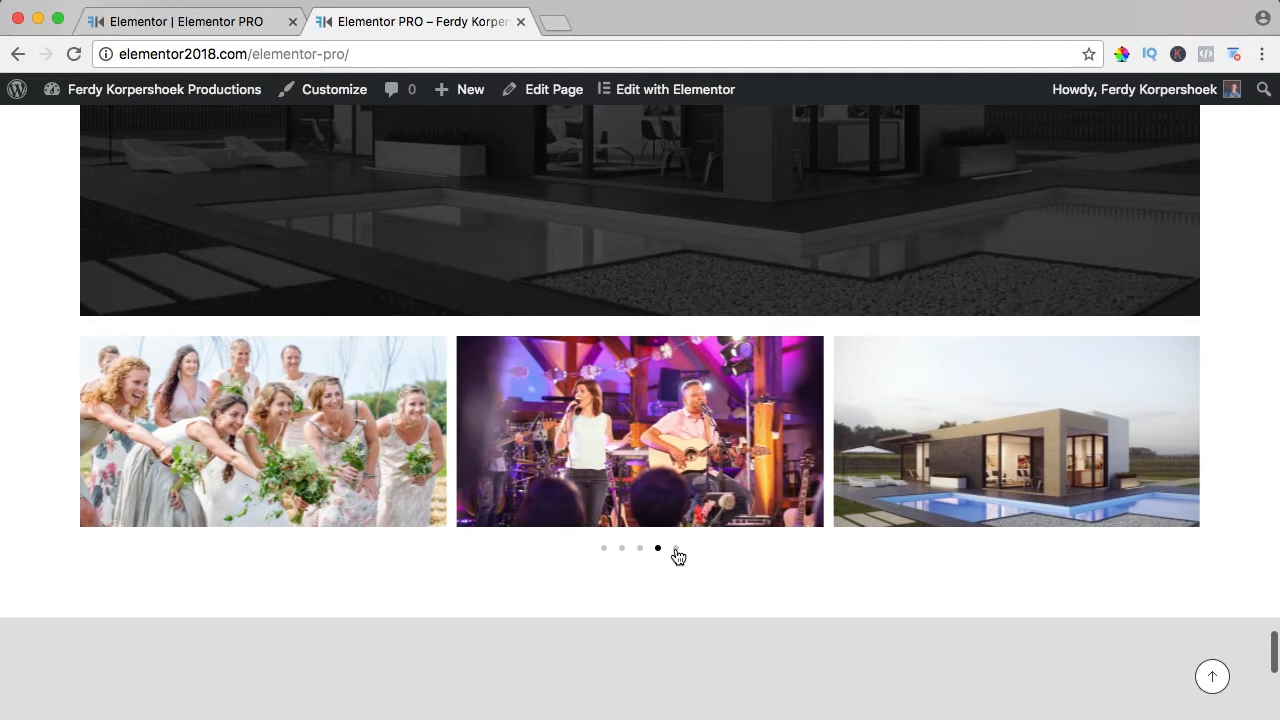 Elementor | Elementor PRO
Elementor PRO – Ferdy Korper
elementor2018.com/elementor-pro/
Ferdy Korpershoek Productions
Customize
0
New
Edit Page
Edit with Elementor
Howdy, Ferdy Korpershoek